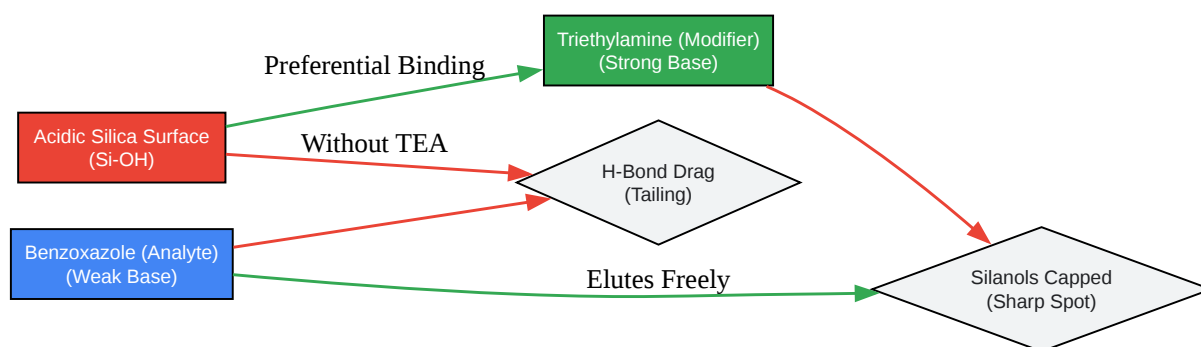 Triethylamine (Modifier)
(Strong Base)
Preferential Binding
Acidic Silica Surface
(Si-OH)
Without TEA
H-Bond Drag
(Tailing)
Benzoxazole (Analyte)
(Weak Base)
Elutes Freely
Silanols Capped
(Sharp Spot)